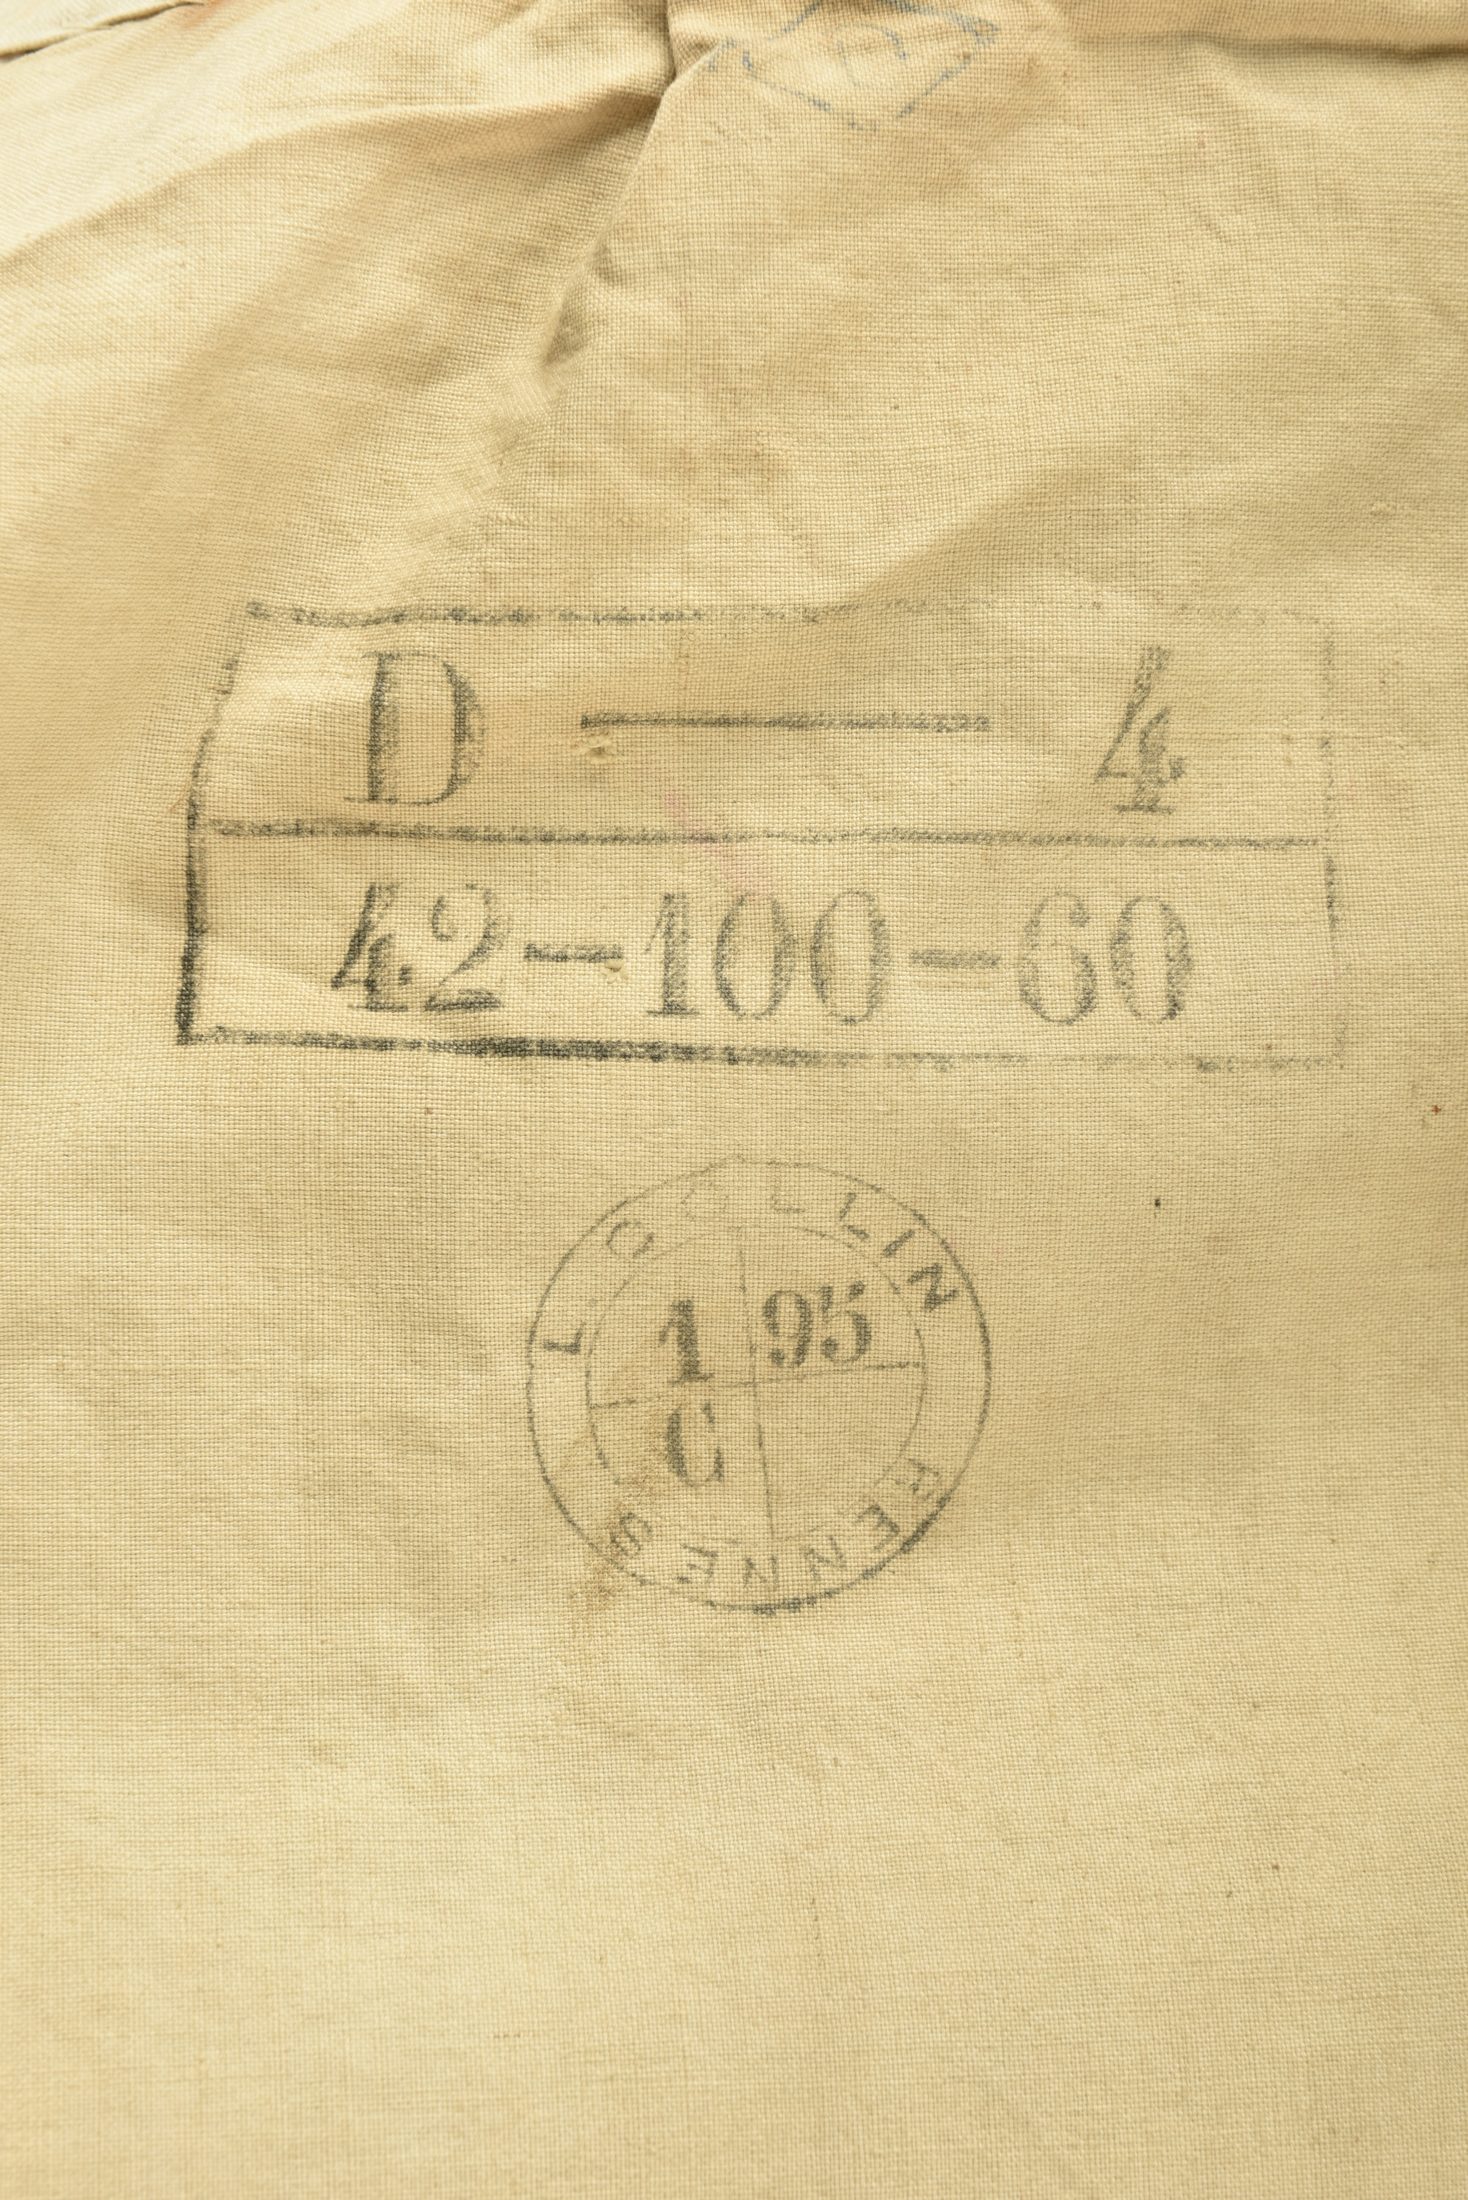 D — 4
42-100-60
L. COLLIN
1 95
C
RENNES